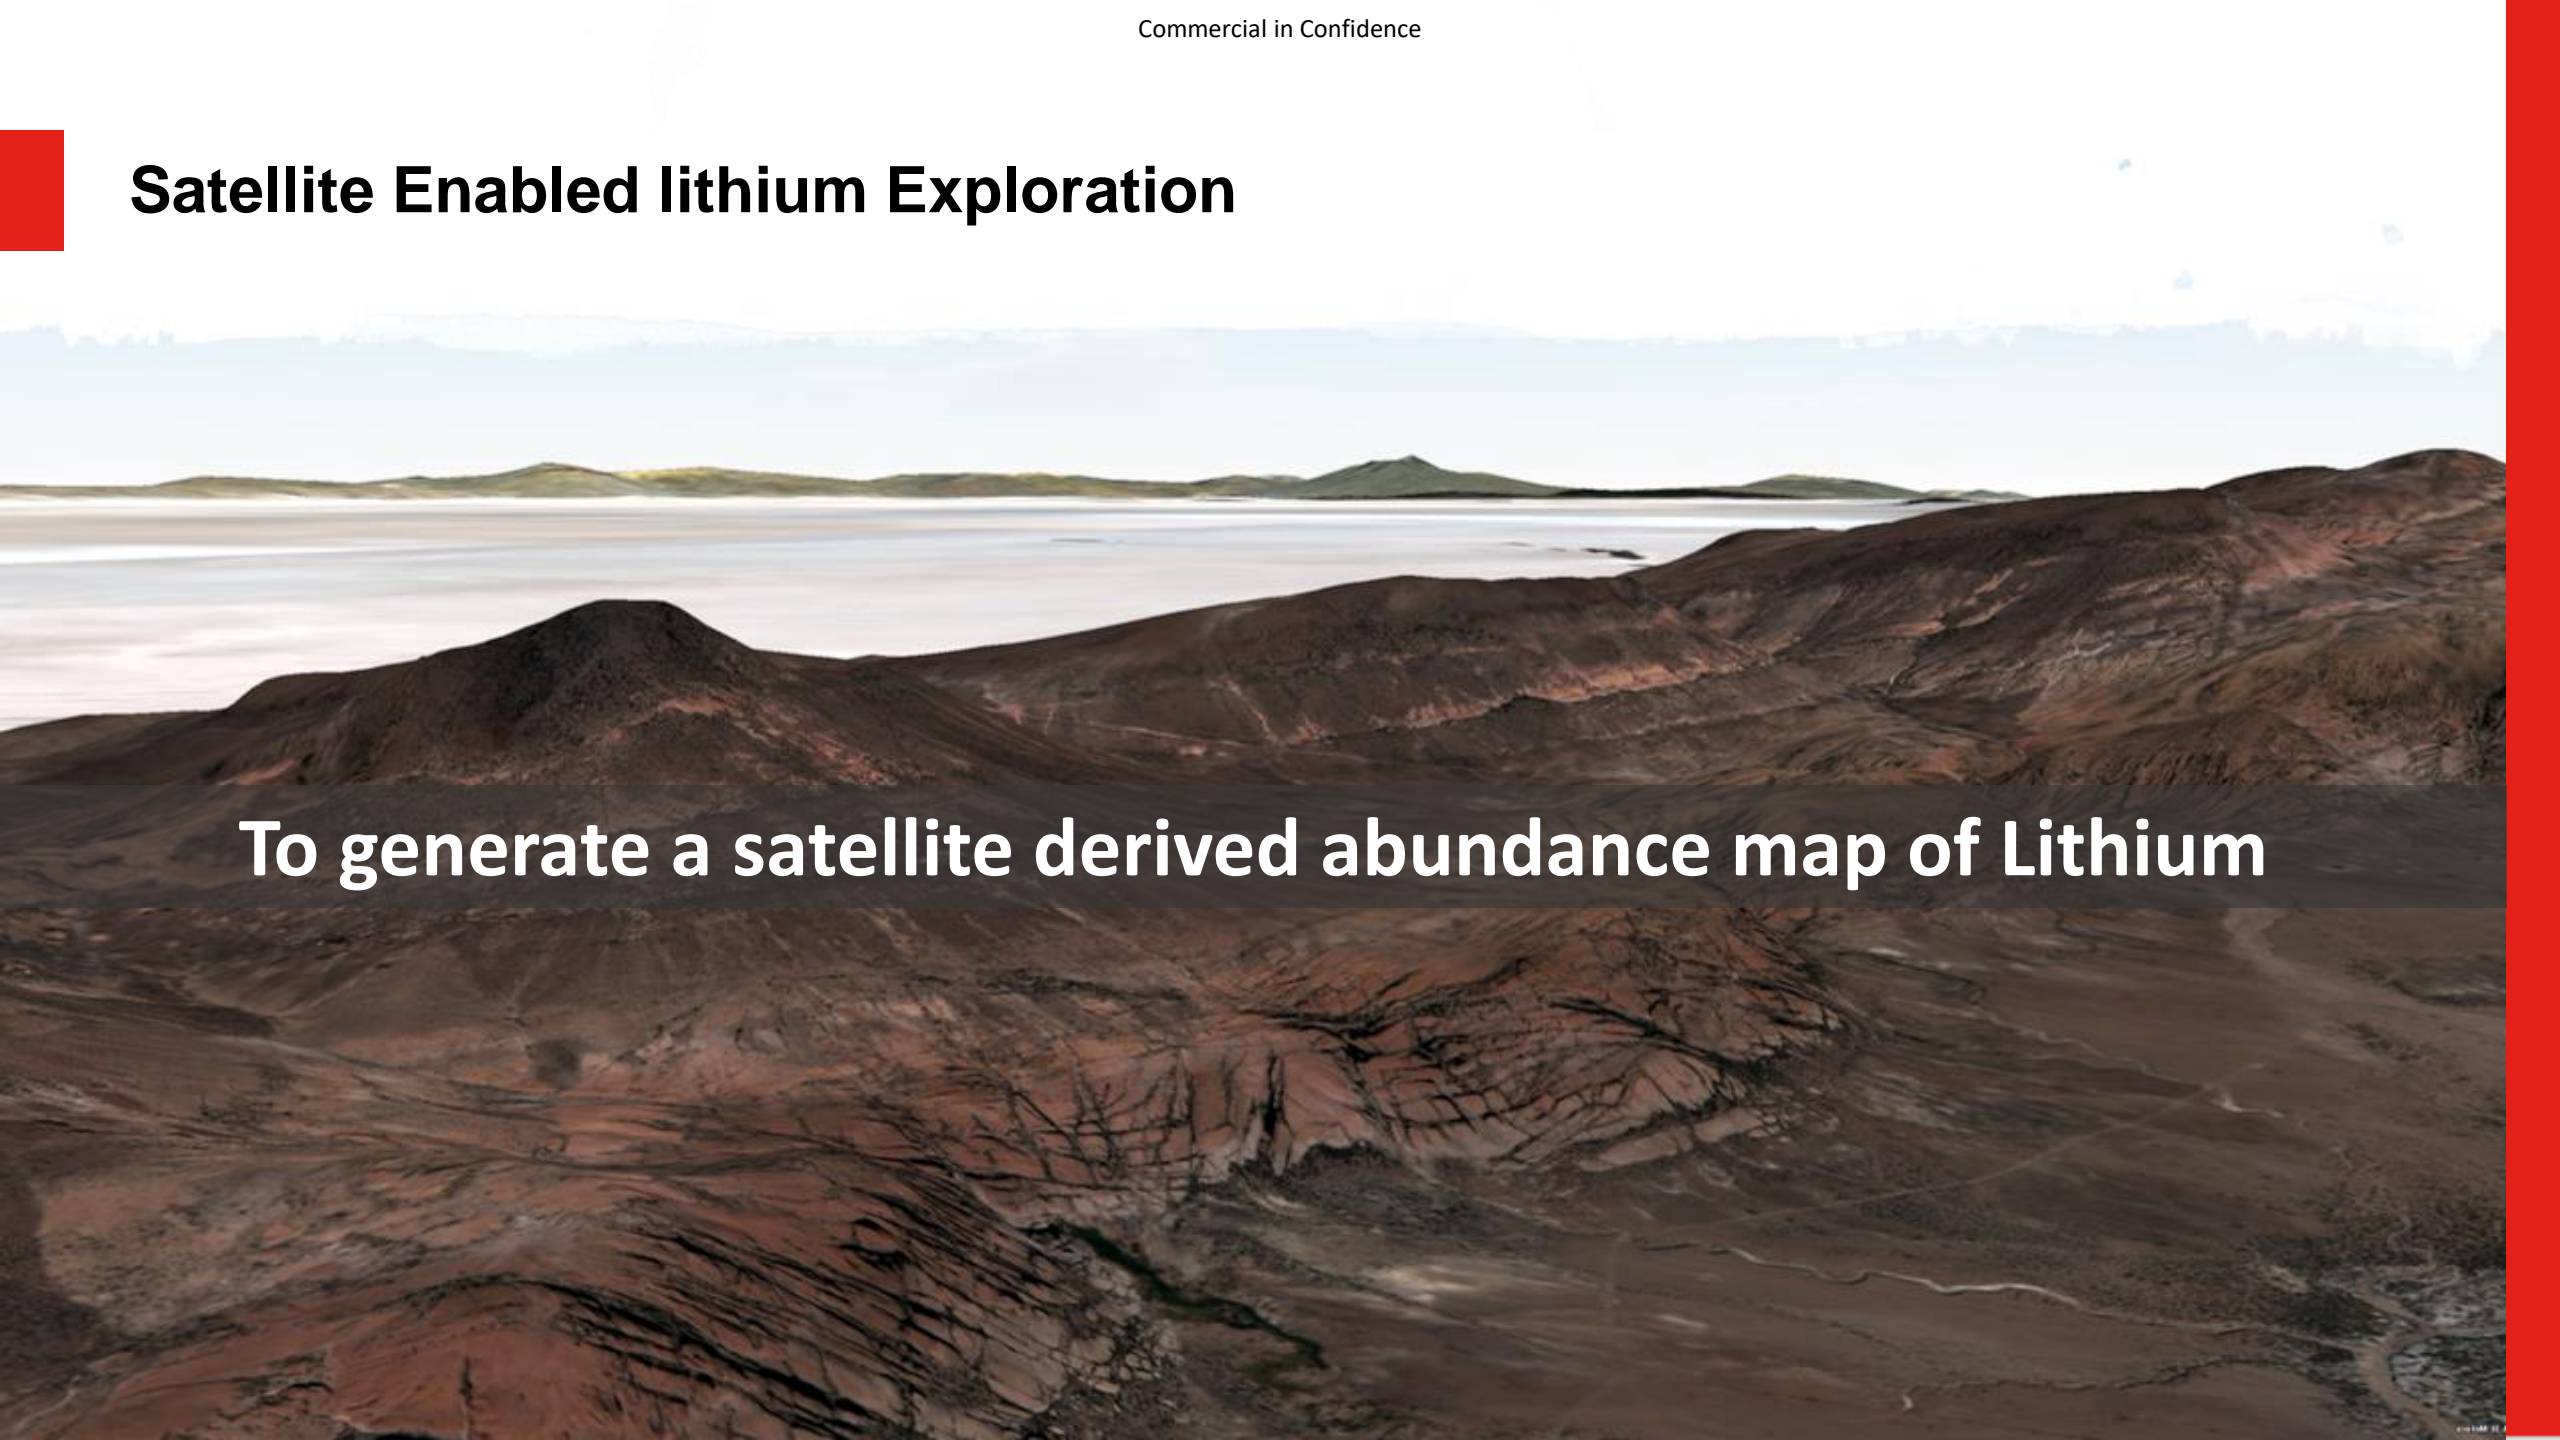 Commercial in Confidence
Satellite Enabled lithium Exploration
To generate a satellite derived abundance map of Lithium